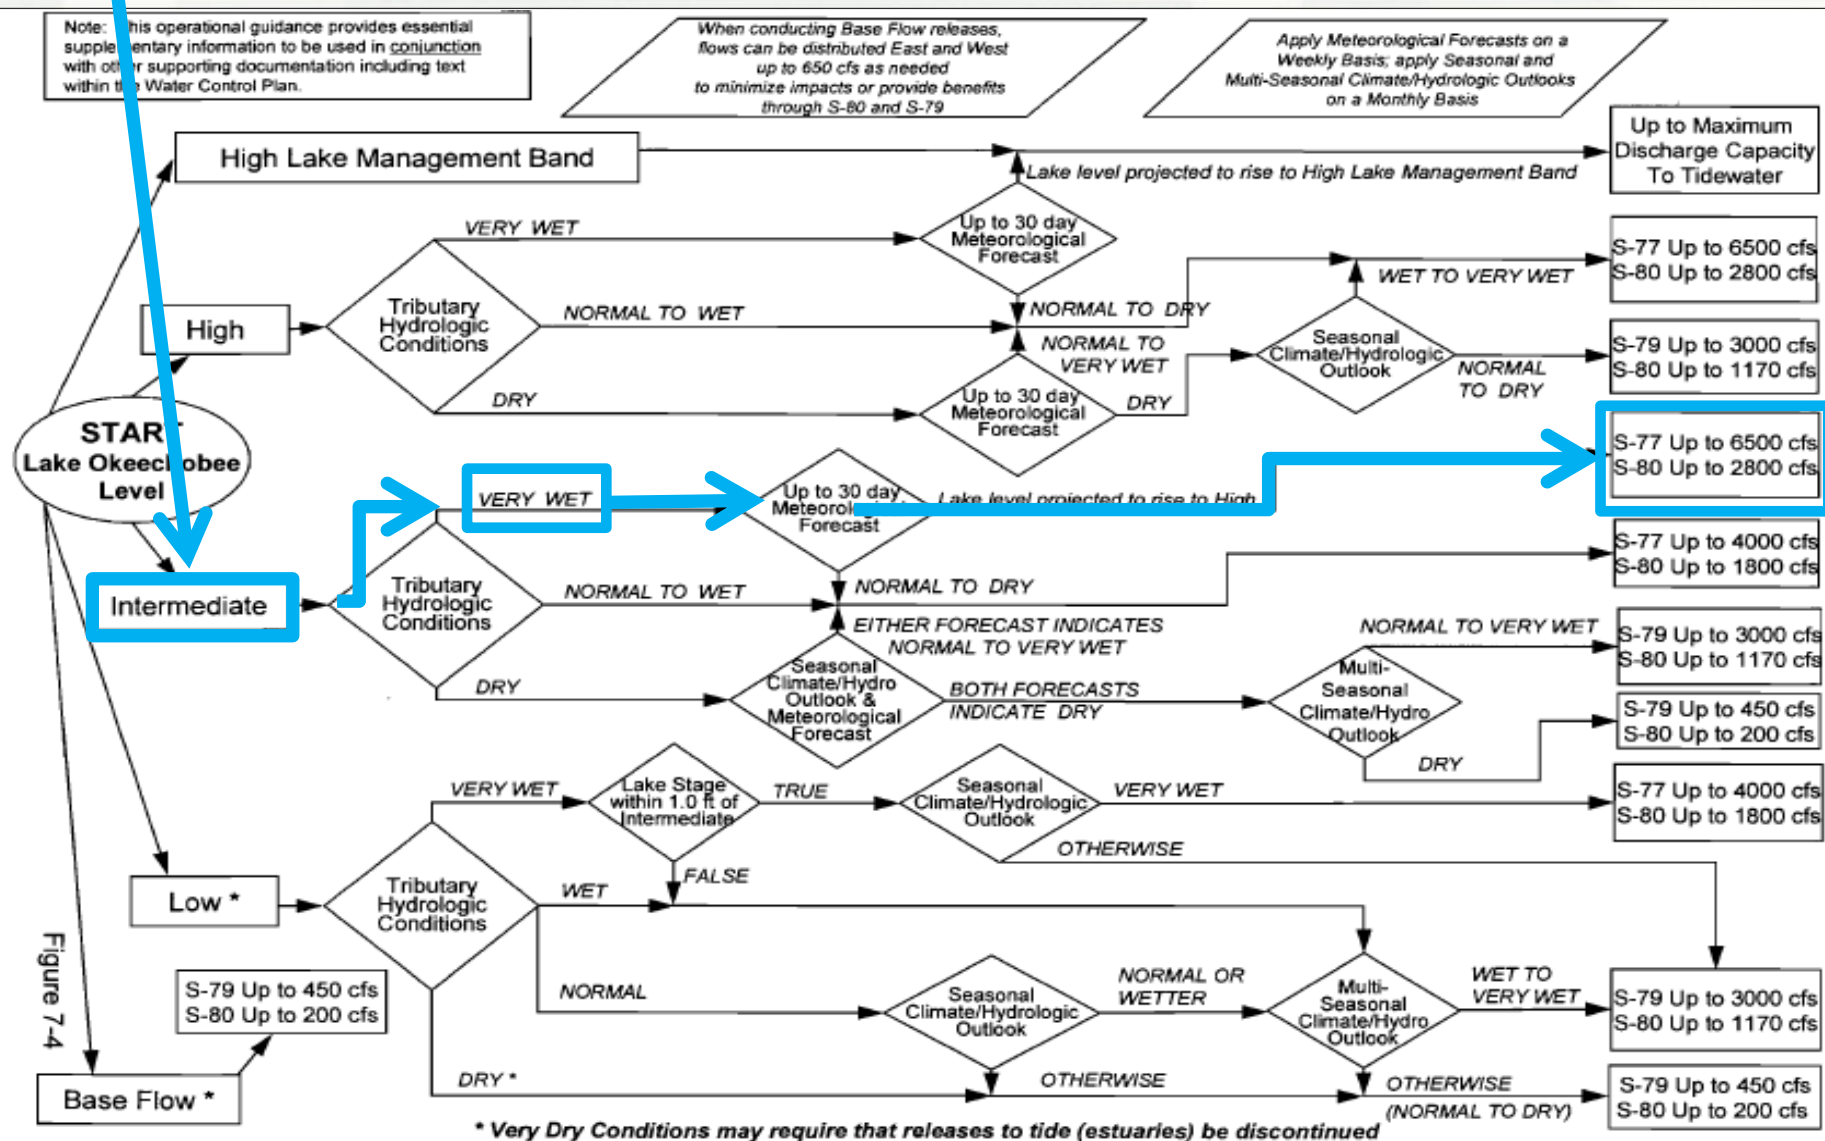 Note: This operational guidance provides essential
supplementary information to be used in conjunction
with other supporting documentation including text
within the Water Control Plan.
When conducting Base Flow releases,
flows can be distributed East and West
up to 650 cfs as needed
to minimize impacts or provide benefits
through S-80 and S-79
Apply Meteorological Forecasts on a
Weekly Basis; apply Seasonal and
Multi-Seasonal Climate/Hydrologic Outlooks
on a Monthly Basis
High Lake Management Band
Lake level projected to rise to High Lake Management Band
Up to Maximum
Discharge Capacity
To Tidewater
VERY WET
Up to 30 day
Meteorological
Forecast
High
Tributary
Hydrologic
Conditions
NORMAL TO WET
NORMAL TO DRY
WET TO VERY WET
S-77 Up to 6500 cfs
S-80 Up to 2800 cfs
NORMAL TO
VERY WET
Seasonal
Climate/Hydrologic
Outlook
NORMAL
TO DRY
S-79 Up to 3000 cfs
S-80 Up to 1170 cfs
DRY
Up to 30 day
Meteorological
Forecast
DRY
START
Lake Okeechobee
Level
VERY WET
Up to 30 day
Meteorological
Forecast
Lake level projected to rise to High
S-77 Up to 6500 cfs
S-80 Up to 2800 cfs
Intermediate
Tributary
Hydrologic
Conditions
NORMAL TO WET
NORMAL TO DRY
S-77 Up to 4000 cfs
S-80 Up to 1800 cfs
EITHER FORECAST INDICATES
NORMAL TO VERY WET
DRY
Seasonal
Climate/Hydro
Outlook &
Meteorological
Forecast
BOTH FORECASTS
INDICATE DRY
Multi-
Seasonal
Climate/Hydro
Outlook
NORMAL TO VERY WET
S-79 Up to 3000 cfs
S-80 Up to 1170 cfs
DRY
S-79 Up to 450 cfs
S-80 Up to 200 cfs
VERY WET
Lake Stage
within 1.0 ft of
Intermediate
TRUE
Seasonal
Climate/Hydrologic
Outlook
VERY WET
S-77 Up to 4000 cfs
S-80 Up to 1800 cfs
OTHERWISE
FALSE
Low *
Tributary
Hydrologic
Conditions
WET
NORMAL
Seasonal
Climate/Hydrologic
Outlook
NORMAL OR
WETTER
Multi-
Seasonal
Climate/Hydro
Outlook
WET TO
VERY WET
S-79 Up to 3000 cfs
S-80 Up to 1170 cfs
Figure 7-4
S-79 Up to 450 cfs
S-80 Up to 200 cfs
Base Flow *
DRY *
OTHERWISE
OTHERWISE
(NORMAL TO DRY)
S-79 Up to 450 cfs
S-80 Up to 200 cfs
* Very Dry Conditions may require that releases to tide (estuaries) be discontinued